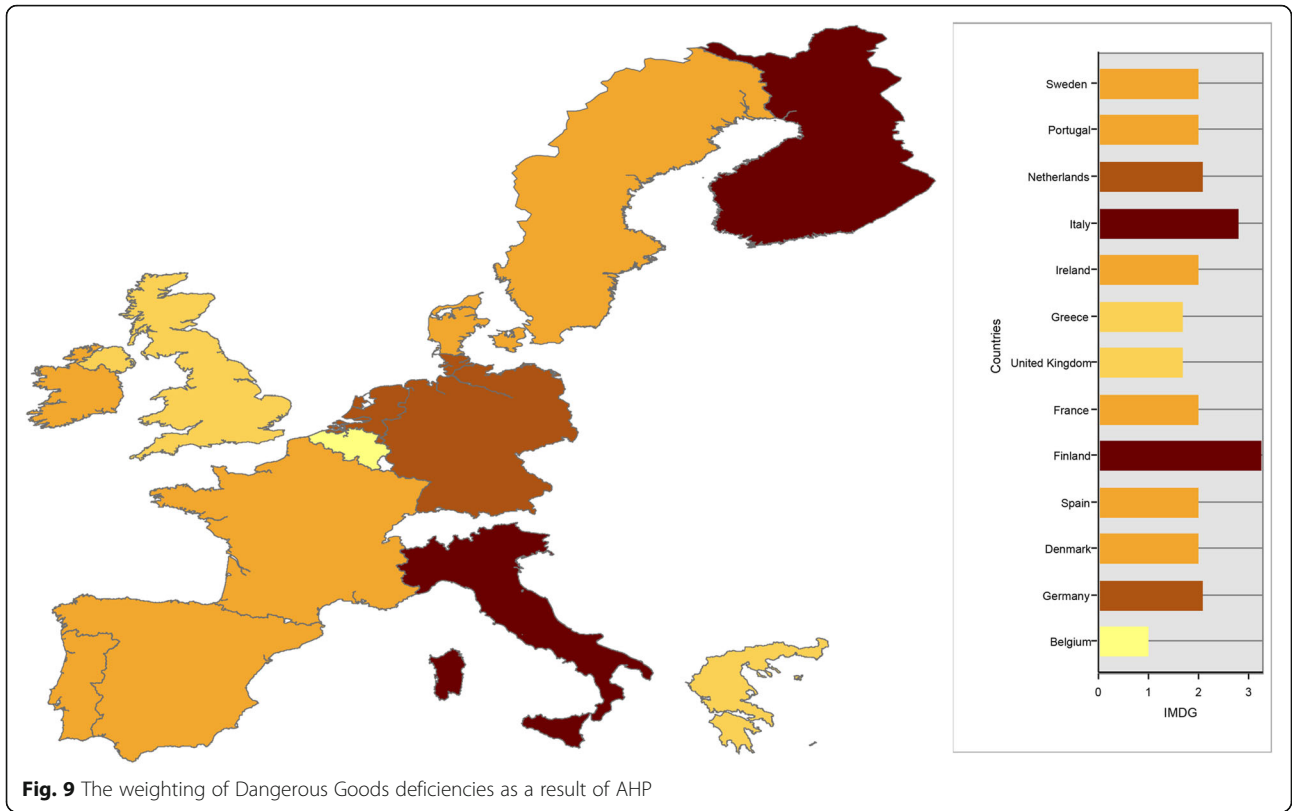 Sweden
Portugal
Netherlands
Italy
Ireland
Greece
United Kingdom
France
Finland
Spain
Denmark
Germany
Belgium
Countries
0 1 2 3
IMDG
Fig. 9 The weighting of Dangerous Goods deficiencies as a result of AHP